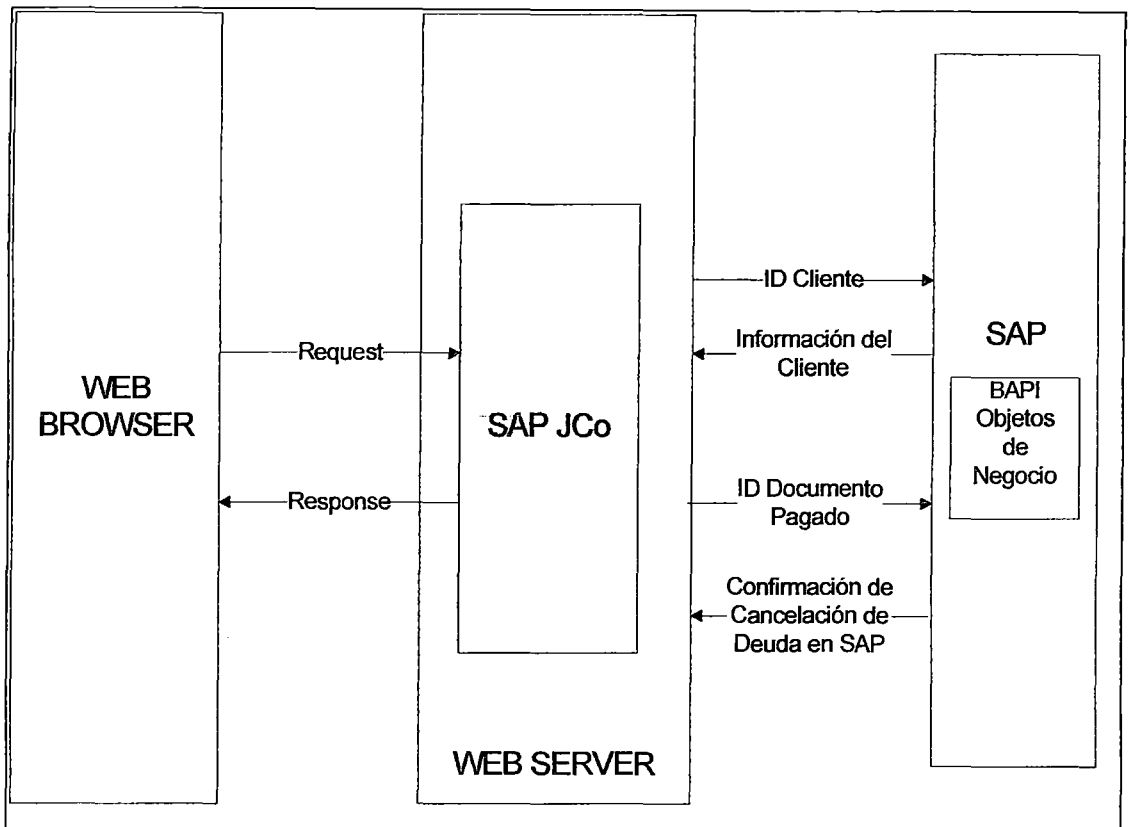 WEB
BROWSER
Request
Response
SAP JCo
WEB SERVER
ID Cliente
Información del
Cliente
ID Documento
Pagado
Confirmación de
Cancelación de
Deuda en SAP
SAP
BAPI
Objetos
de
Negocio